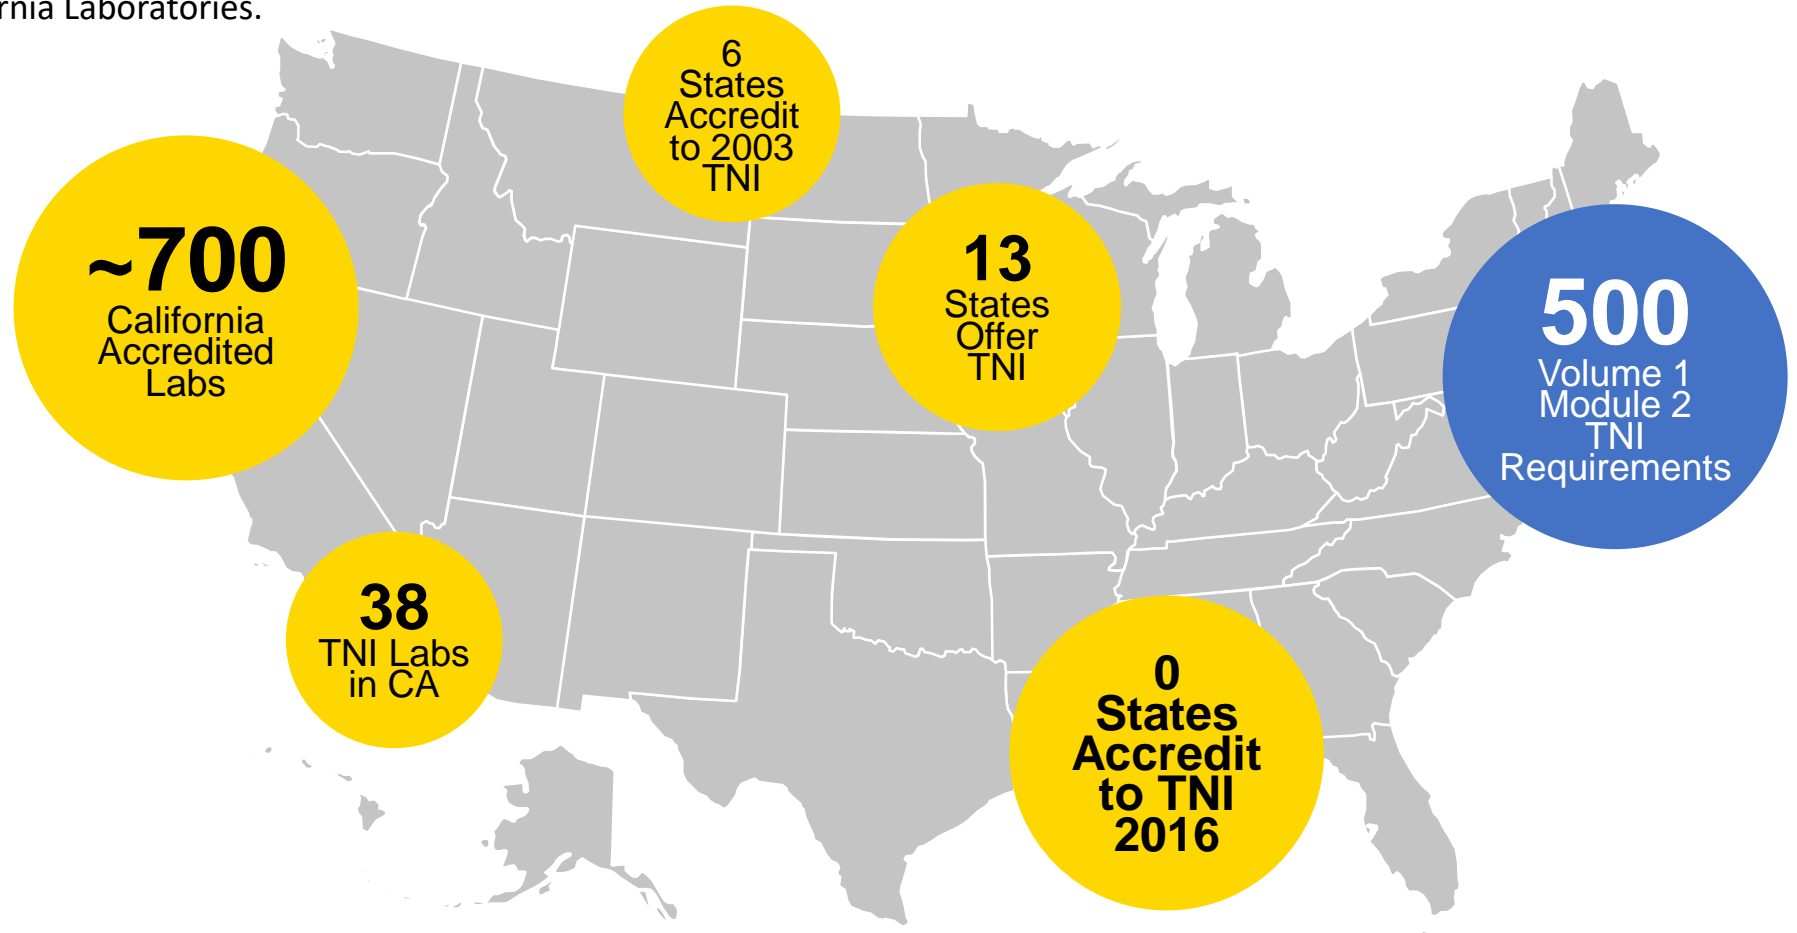 rnia Laboratories.
6
States
Accredit
to 2003
TNI
~700
California
Accredited
Labs
13
States
Offer
TNI
500
Volume 1
Module 2
TNI
Requirements
38
TNI Labs
in CA
0
States
Accredit
to TNI
2016